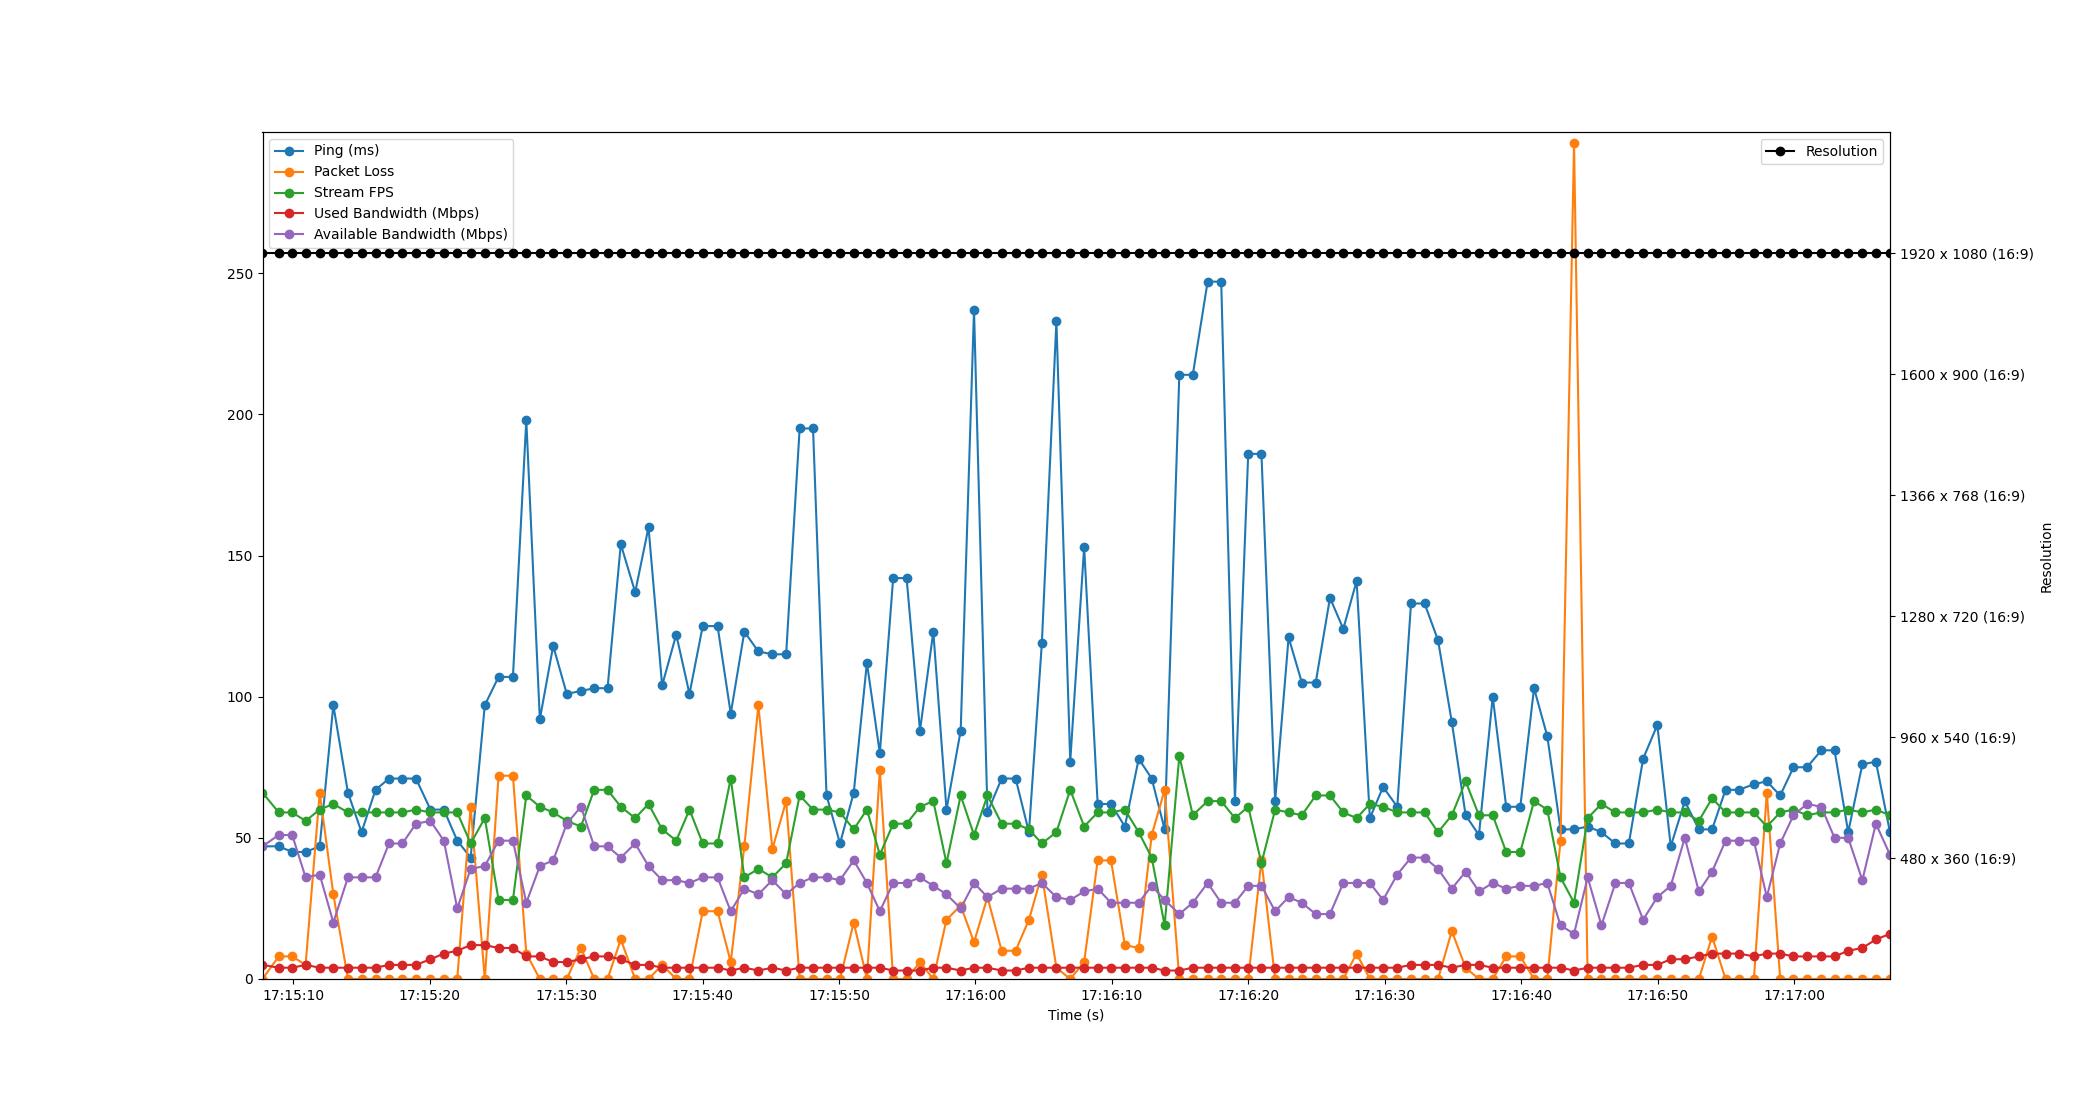 Ping (ms)
Packet Loss
Stream FPS
Used Bandwidth (Mbps)
Available Bandwidth (Mbps)
Resolution
250
200
150
100
50
0
1920 x 1080 (16:9)
1600 x 900 (16:9)
1366 x 768 (16:9)
1280 x 720 (16:9)
960 x 540 (16:9)
480 x 360 (16:9)
Resolution
17:15:10 17:15:20 17:15:30 17:15:40 17:15:50 17:16:00 17:16:10 17:16:20 17:16:30 17:16:40 17:16:50 17:17:00
Time (s)